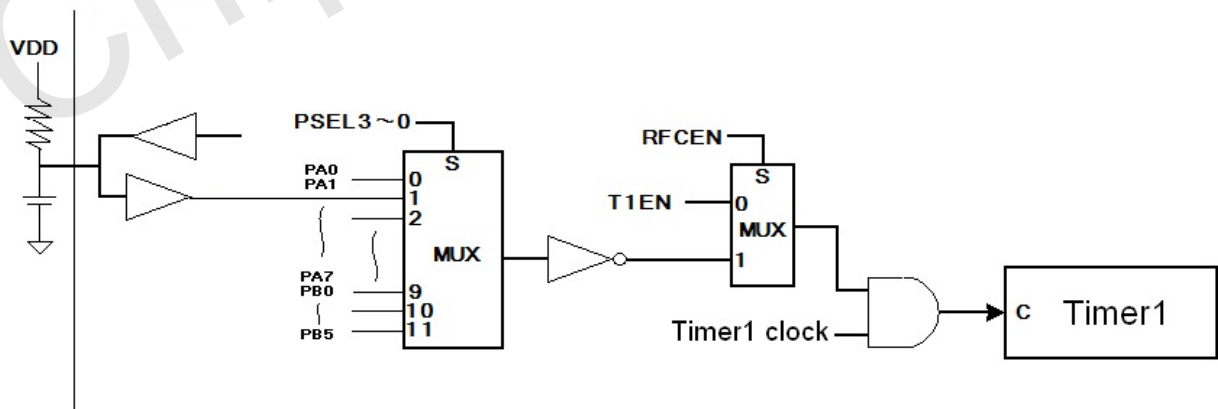 VDD
PSEL3~0
S
PA0
PA1
PA7
PB0
PB5
0
1
2
9
10
11
MUX
RFCEN
S
T1EN
0
MUX
1
Timer1 clock
C
Timer1